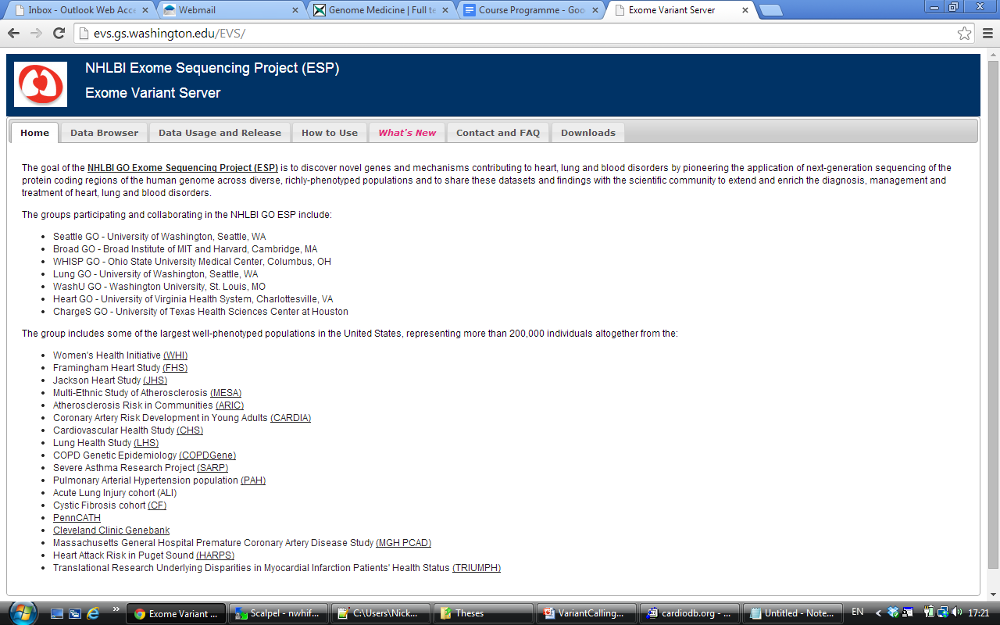 Inbox - Outlook Web Acce
Webmail
Genome Medicine | Full te
Course Programme - Goo
Exome Variant Server
evs.gs.washington.edu/EVS/
NHLBI Exome Sequencing Project (ESP)
Exome Variant Server
Home
Data Browser
Data Usage and Release
How to Use
What's New
Contact and FAQ
Downloads
The goal of the NHLBI GO Exome Sequencing Project (ESP) is to discover novel genes and mechanisms contributing to heart, lung and blood disorders by pioneering the application of next-generation sequencing of the
protein coding regions of the human genome across diverse, richly-phenotyped populations and to share these datasets and findings with the scientific community to extend and enrich the diagnosis, management and
treatment of heart, lung and blood disorders.
The groups participating and collaborating in the NHLBI GO ESP include:
• Seattle GO - University of Washington, Seattle, WA
• Broad GO - Broad Institute of MIT and Harvard, Cambridge, MA
• WHISP GO - Ohio State University Medical Center, Columbus, OH
• Lung GO - University of Washington, Seattle, WA
• WashU GO - Washington University, St. Louis, MO
• Heart GO - University of Virginia Health System, Charlottesville, VA
• ChargeS GO - University of Texas Health Sciences Center at Houston
The group includes some of the largest well-phenotyped populations in the United States, representing more than 200,000 individuals altogether from the:
• Women's Health Initiative (WHI)
• Framingham Heart Study (FHS)
• Jackson Heart Study (JHS)
• Multi-Ethnic Study of Atherosclerosis (MESA)
• Atherosclerosis Risk in Communities (ARIC)
• Coronary Artery Risk Development in Young Adults (CARDIA)
• Cardiovascular Health Study (CHS)
• Lung Health Study (LHS)
• COPD Genetic Epidemiology (COPDGene)
• Severe Asthma Research Project (SARP)
• Pulmonary Arterial Hypertension population (PAH)
• Acute Lung Injury cohort (ALI)
• Cystic Fibrosis cohort (CF)
• PennCATH
• Cleveland Clinic Genebank
• Massachusetts General Hospital Premature Coronary Artery Disease Study (MGH PCAD)
• Heart Attack Risk in Puget Sound (HARPS)
• Translational Research Underlying Disparities in Myocardial Infarction Patients' Health Status (TRIUMPH)
Exome Variant ...
Scalpel - nwhif...
C:\Users\Nick...
Theses
VariantCalling...
cardiodb.org - ...
Untitled - Note...
EN
17:21